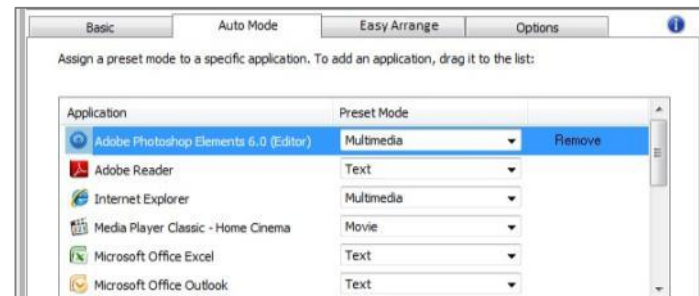 Basic Auto Mode Easy Arrange Options
Assign a preset mode to a specific application. To add an application, drag it to the list:
Application Preset Mode
Adobe Photoshop Elements 6.0 (Editor) Multimedia Remove
Adobe Reader Text
Internet Explorer Multimedia
Media Player Classic - Home Cinema Movie
Microsoft Office Excel Text
Microsoft Office Outlook Text